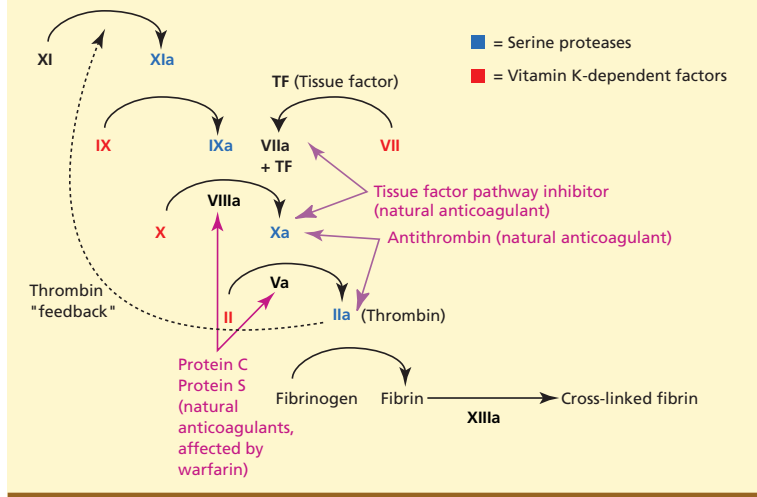 XI
XIa
= Serine proteases
= Vitamin K-dependent factors
TF (Tissue factor)
IX
IXa
VIIa
+ TF
VII
VIIIa
X
Xa
Tissue factor pathway inhibitor
(natural anticoagulant)
Antithrombin (natural anticoagulant)
Va
Thrombin
"feedback"
II
IIa (Thrombin)
Protein C
Protein S
(natural
anticoagulants,
affected by
warfarin)
Fibrinogen
Fibrin
XIIIa
Cross-linked fibrin